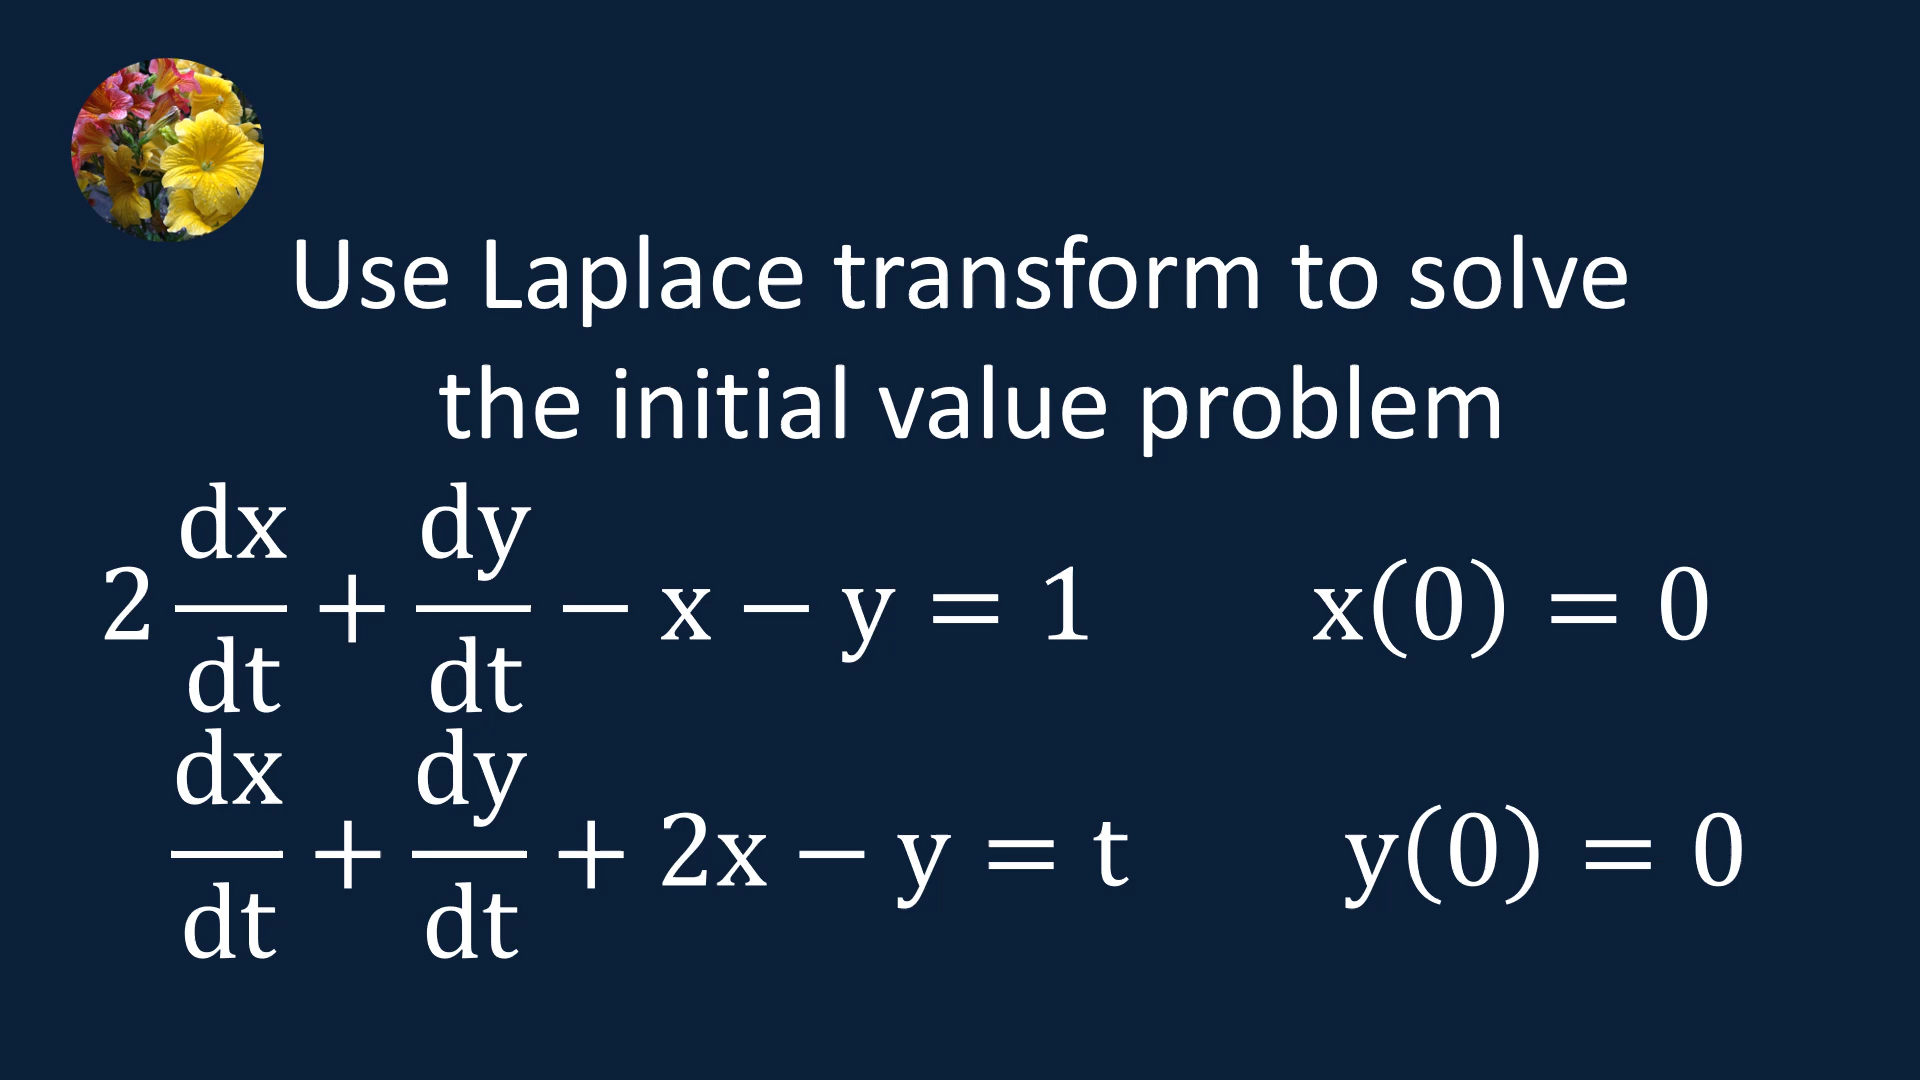 Use Laplace transform to solve
the initial value problem
2 dx/dt + dy/dt − x − y = 1 x(0) = 0
dx/dt + dy/dt + 2x − y = t y(0) = 0